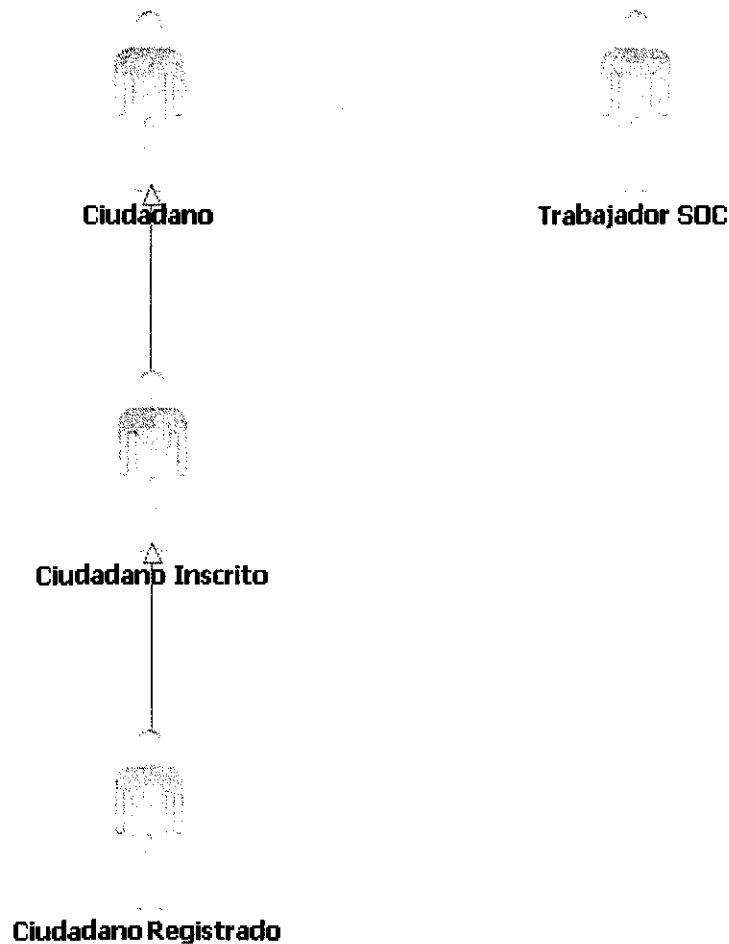 Ciudadano
Trabajador SOC
Ciudadano Inscrito
Ciudadano Registrado